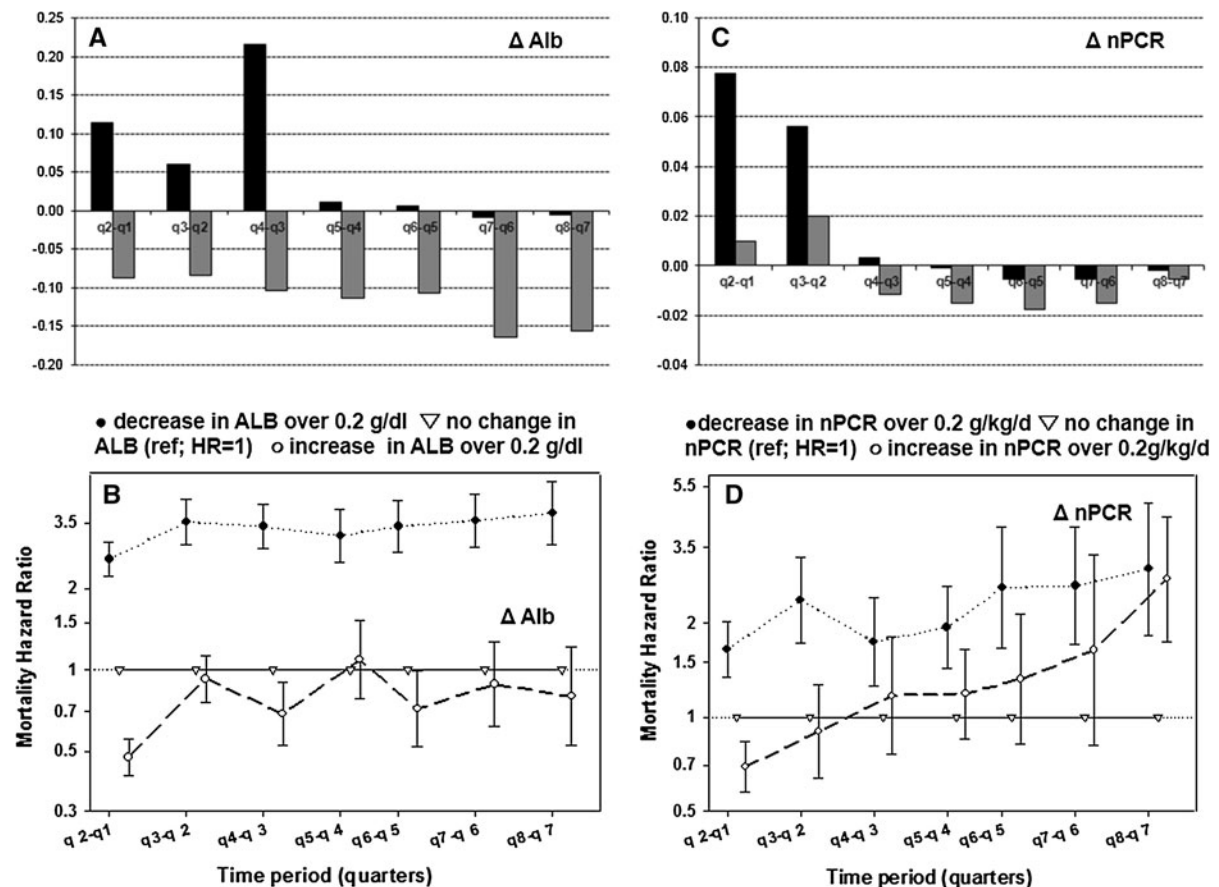 A
Δ Alb
0.25
0.20
0.15
0.10
0.05
0.00
-0.05
-0.10
-0.15
-0.20
q2-q1
q3-q2
q4-q3
q5-q4
q6-q5
q7-q6
q8-q7
C
Δ nPCR
0.10
0.08
0.06
0.04
0.02
0.00
-0.02
-0.04
q2-q1
q3-q2
q4-q3
q5-q4
q6-q5
q7-q6
q8-q7
● decrease in ALB over 0.2 g/dl ▽ no change in
ALB (ref; HR=1) ○ increase in ALB over 0.2 g/dl
B
Δ Alb
Mortality Hazard Ratio
3.5
2
1.5
1
0.7
0.5
0.3
q 2-q1
q3-q 2
q4-q 3
q5-q 4
q6-q 5
q7-q 6
q8-q 7
Time period (quarters)
●decrease in nPCR over 0.2 g/kg/d ▽ no change in
nPCR (ref; HR=1) ○ increase in nPCR over 0.2g/kg/d
D
Δ nPCR
Mortality Hazard Ratio
5.5
3.5
2
1.5
1
0.7
0.5
q 2-q1
q3-q 2
q4-q 3
q5-q 4
q6-q 5
q7-q 6
q8-q 7
Time period (quarters)